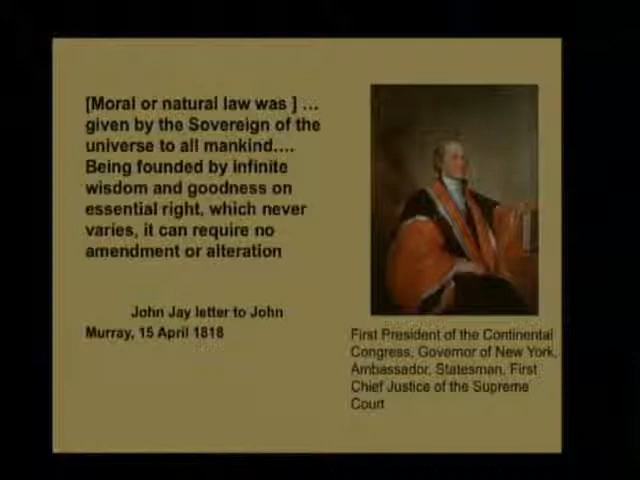 [Moral or natural law was ] …
given by the Sovereign of the
universe to all mankind….
Being founded by infinite
wisdom and goodness on
essential right, which never
varies, it can require no
amendment or alteration
John Jay letter to John
Murray, 15 April 1818
First President of the Continental
Congress, Governor of New York,
Ambassador, Statesman, First
Chief Justice of the Supreme
Court